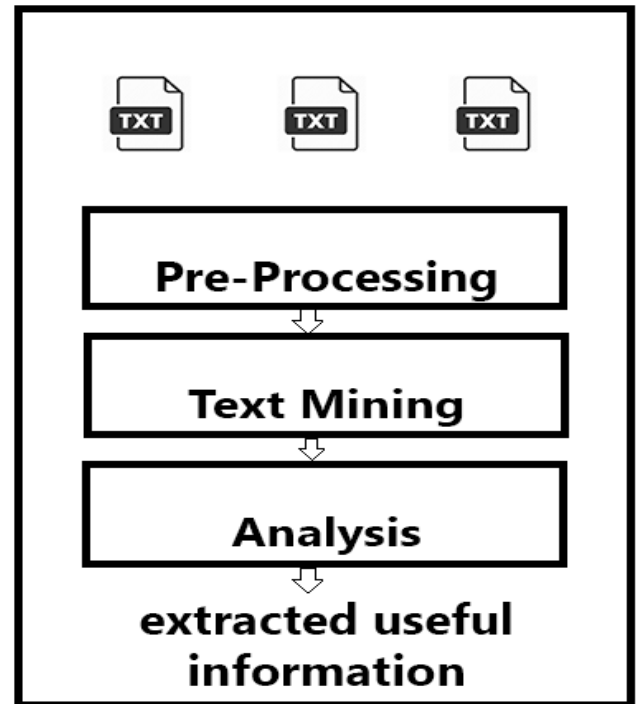 TXT TXT TXT
Pre-Processing
Text Mining
Analysis
extracted useful
information